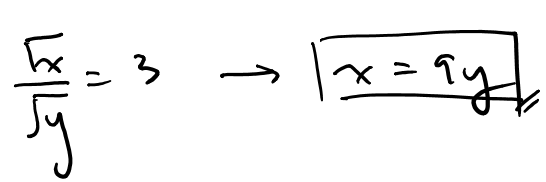 √x/√y = 3 → x = 9y